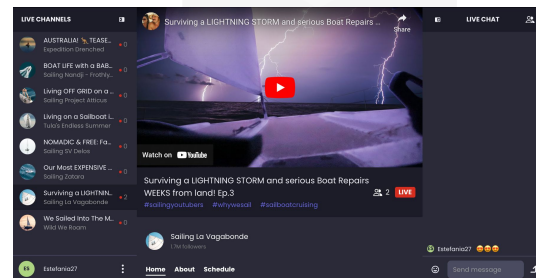 LIVE CHANNELS
AUSTRALIA! 🦘 TEASE...
Expedition Drenched
0
BOAT LIFE with a BAB...
Sailing Nandji - Frothly...
0
Living OFF GRID on a ...
Sailing Project Atticus
0
Living on a Sailboat i...
Tula's Endless Summer
0
NOMADIC & FREE: Fa...
Sailing SV Delos
0
Our Most EXPENSIVE ...
Sailing Zatara
0
Surviving a LIGHTNIN...
Sailing La Vagabonde
2
We Sailed Into The M...
Wild We Roam
0
ES
Estefania27
Surviving a LIGHTNING STORM and serious Boat Repairs ...
Share
Watch on YouTube
Surviving a LIGHTNING STORM and serious Boat Repairs
WEEKS from land! Ep.3
2 LIVE
#sailingyoutubers #whywesail #sailboatcruising
Sailing La Vagabonde
1.7M followers
Home About Schedule
LIVE CHAT
Estefania27 😍😍😍
Send message